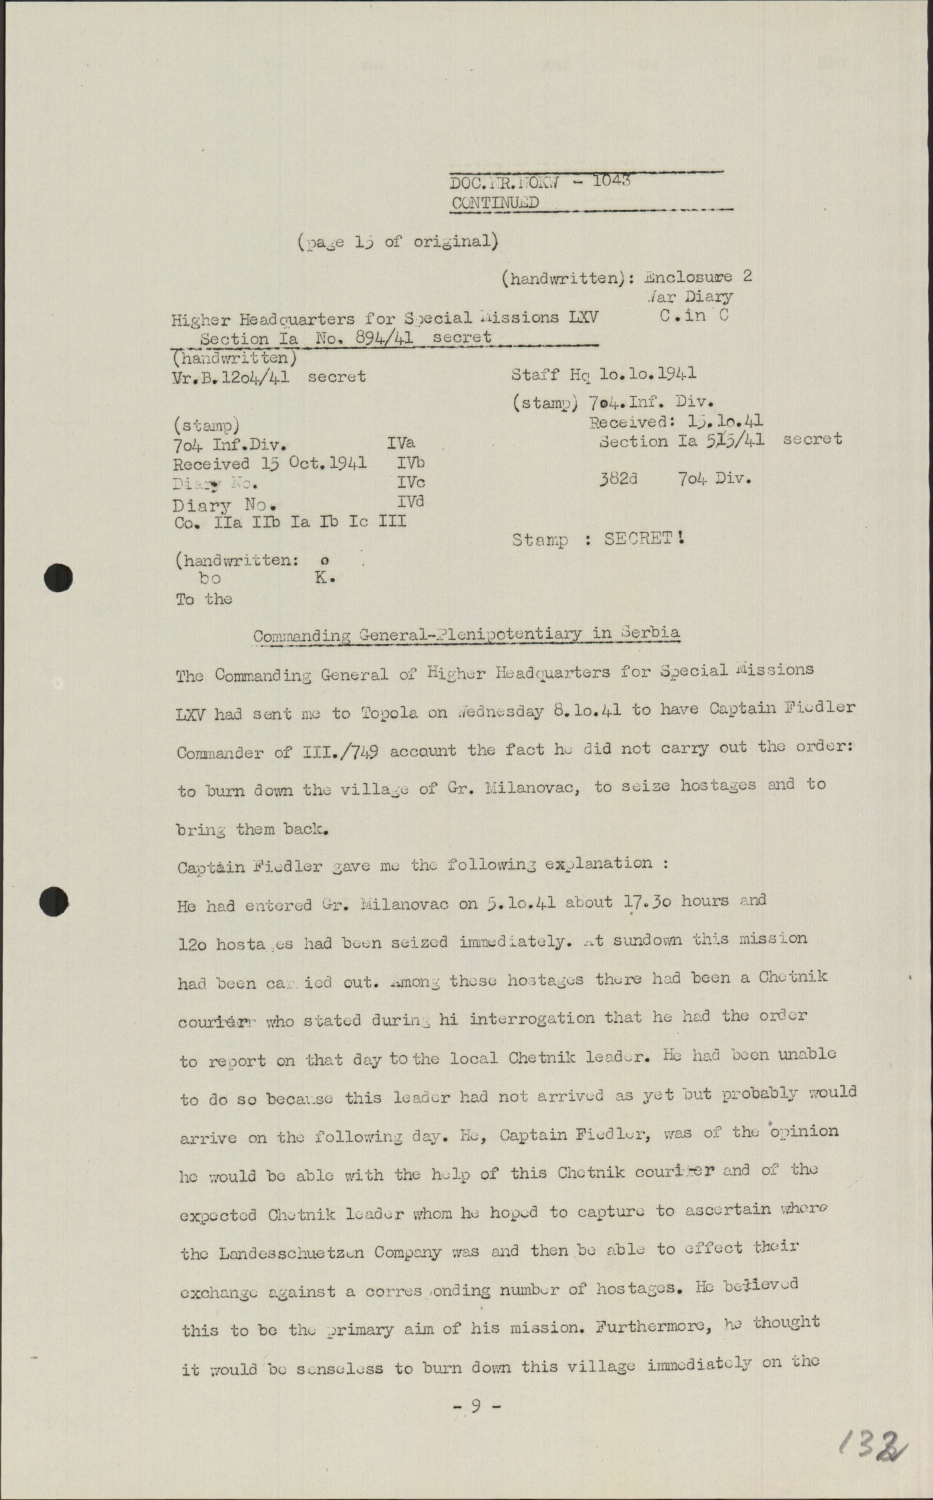 DOC.NR.NOKW - 1043
CONTINUED
(page 15 of original)
(handwritten): Enclosure 2
War Diary
C.in C
Higher Headquarters for Special Missions LXV
Section Ia No. 894/41 secret
(handwritten)
Vr.B.12o4/41 secret
Staff Hq 1o.1o.1941
(stamp) 7o4.Inf. Div.
Received: 15.1o.41
Section Ia 515/41 secret
382d 7o4 Div.
Stamp : SECRET!
(stamp)
7o4 Inf.Div. IVa
Received 15 Oct.1941 IVb
Diary No. IVc
Diary No. IVd
Co. IIa IIb Ia Ib Ic III
(handwritten: o
bo K.
To the
Commanding General-Plenipotentiary in Serbia
The Commanding General of Higher Headquarters for Special Missions
LXV had sent me to Topola on Wednesday 8.1o.41 to have Captain Fiedler
Commander of III./749 account the fact he did not carry out the order:
to burn down the village of Gr. Milanovac, to seize hostages and to
bring them back.
Captain Fiedler gave me the following explanation :
He had entered Gr. Milanovac on 5.1o.41 about 17.3o hours and
12o hostages had been seized immediately. At sundown this mission
had been carried out. Among these hostages there had been a Chetnik
courier who stated during hi interrogation that he had the order
to report on that day to the local Chetnik leader. He had been unable
to do so because this leader had not arrived as yet but probably would
arrive on the following day. He, Captain Fiedler, was of the opinion
he would be able with the help of this Chetnik courier and of the
expected Chetnik leader whom he hoped to capture to ascertain where
the Landesschuetzen Company was and then be able to effect their
exchange against a corresponding number of hostages. He believed
this to be the primary aim of his mission. Furthermore, he thought
it would be senseless to burn down this village immediately on the
- 9 -
132